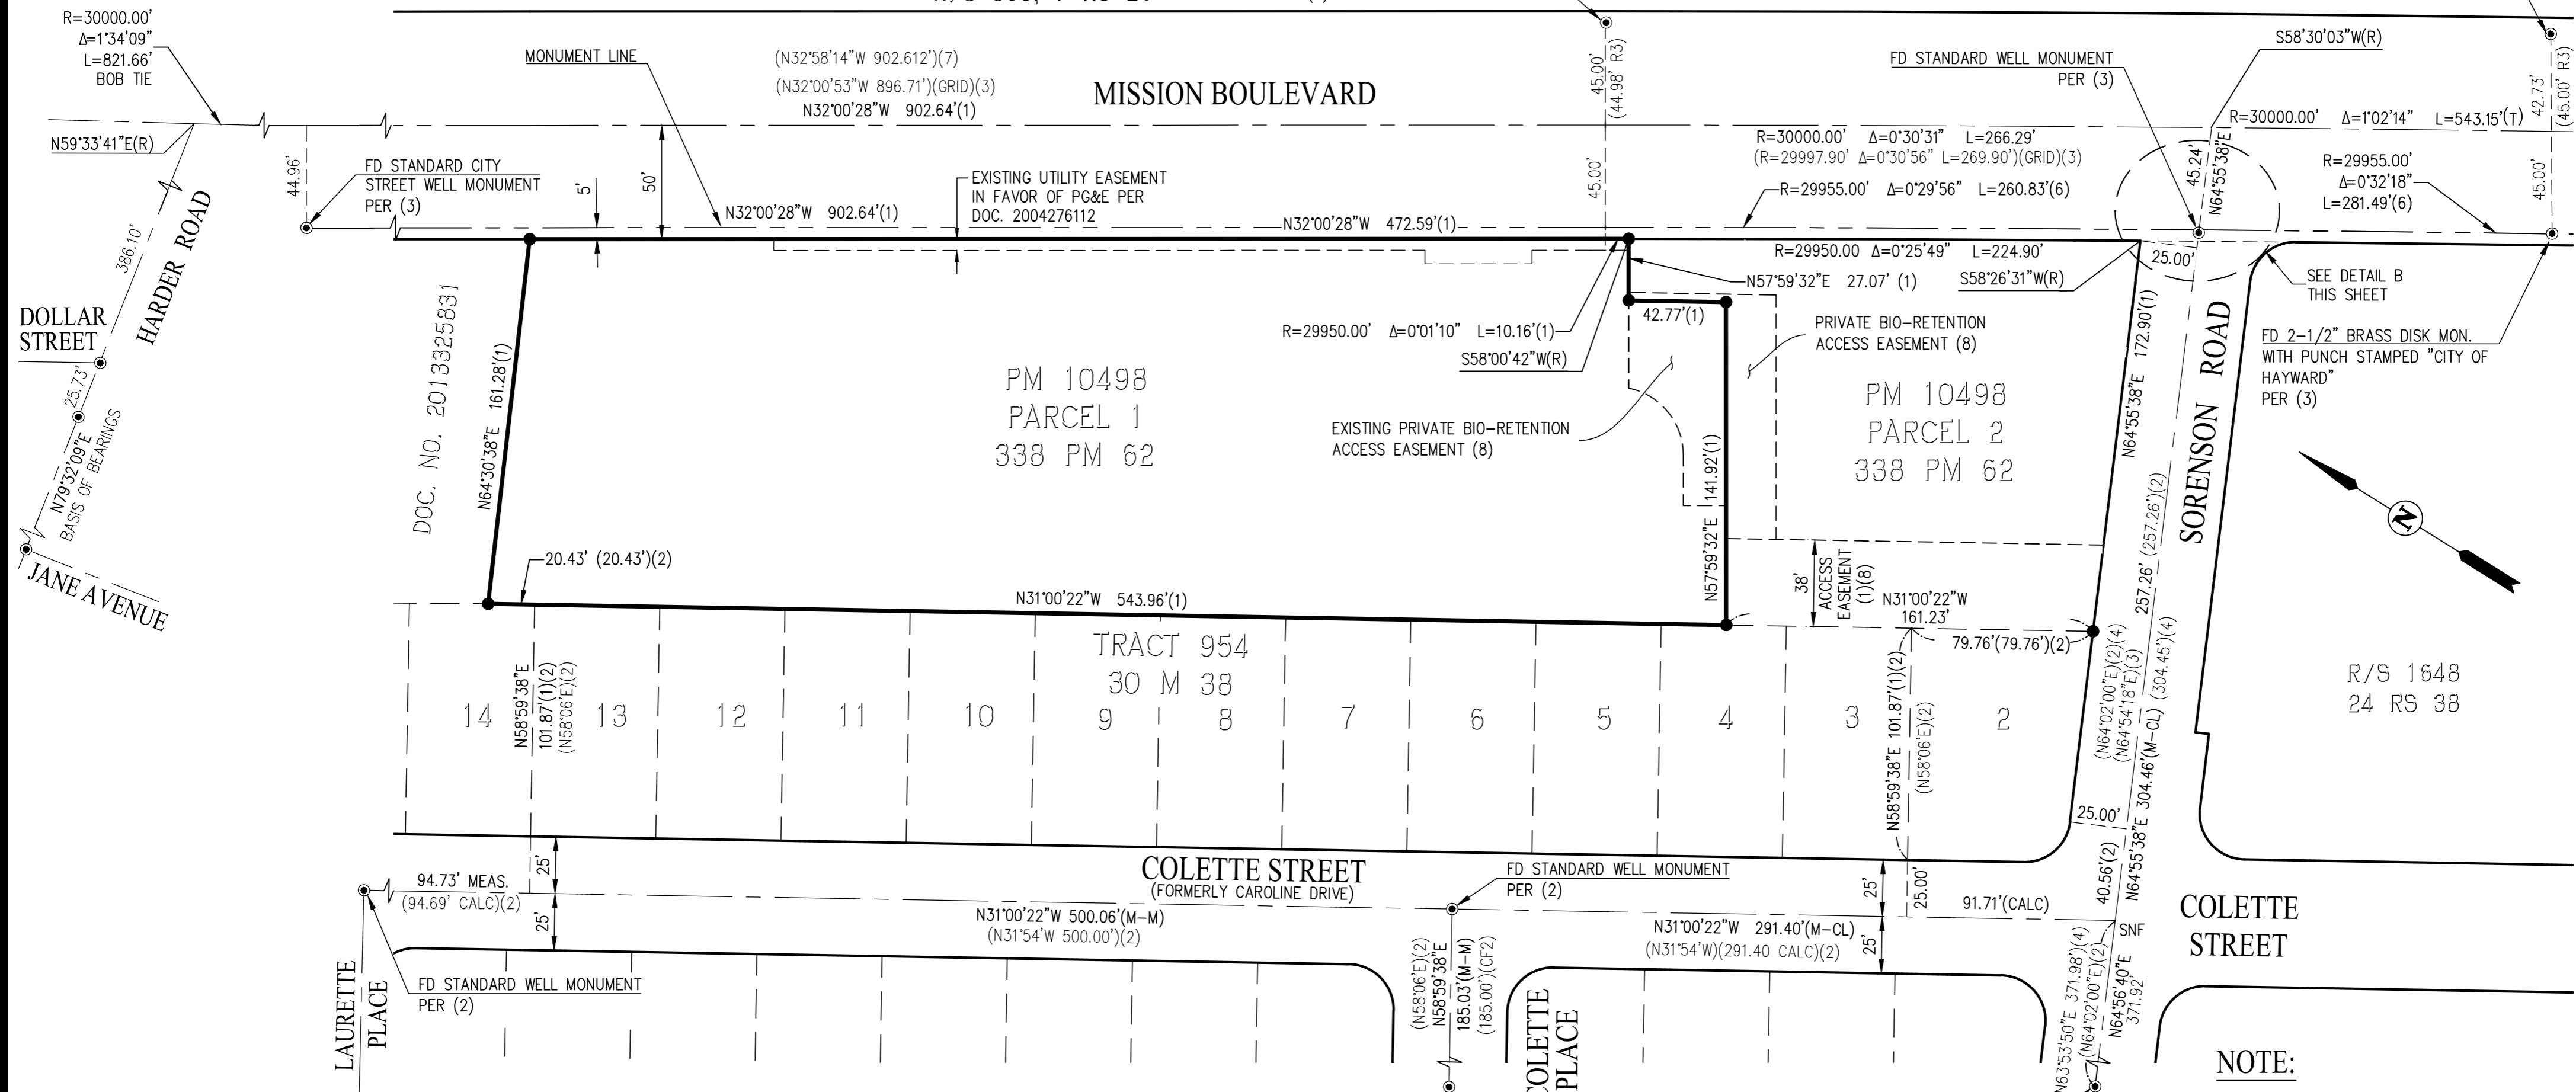 R=30000.00'
Δ=1°34'09"
L=821.66'
BOB TIE
MONUMENT LINE
(N32°58'14"W 902.612')(7)
(N32°00'53"W 896.71')(GRID)(3)
N32°00'28"W 902.64'(1)
MISSION BOULEVARD
45.00'
(44.98' R3)
FD STANDARD WELL MONUMENT
PER (3)
S58°30'03"W(R)
42.73'
(45.00' R3)
N59°33'41"E(R)
44.96'
FD STANDARD CITY
STREET WELL MONUMENT
PER (3)
5'
50'
EXISTING UTILITY EASEMENT
IN FAVOR OF PG&E PER
DOC. 2004276112
N32°00'28"W 902.64'(1)
N32°00'28"W 472.59'(1)
45.00'
R=30000.00' Δ=0°30'31" L=266.29'
(R=29997.90' Δ=0°30'56" L=269.90')(GRID)(3)
R=29955.00' Δ=0°29'56" L=260.83'(6)
45.24'
N64°55'38"E
R=30000.00' Δ=1°02'14" L=543.15'(T)
R=29955.00'
Δ=0°32'18"
L=281.49'(6)
45.00'
R=29950.00 Δ=0°25'49" L=224.90'
S58°26'31"W(R)
25.00'
SEE DETAIL B
THIS SHEET
N57°59'32"E 27.07' (1)
42.77'(1)
R=29950.00' Δ=0°01'10" L=10.16'(1)
S58°00'42"W(R)
386.10'
HARDER ROAD
DOLLAR
STREET
25.73'
N79°32'09"E
BASIS OF BEARINGS
JANE AVENUE
DOC. NO. 2013325831
N64°30'38"E 161.28'(1)
PM 10498
PARCEL 1
338 PM 62
EXISTING PRIVATE BIO-RETENTION
ACCESS EASEMENT (8)
PRIVATE BIO-RETENTION
ACCESS EASEMENT (8)
PM 10498
PARCEL 2
338 PM 62
N57°59'32"E 141.92'(1)
N64°55'38"E 172.90'(1)
SORENSON ROAD
FD 2-1/2" BRASS DISK MON.
WITH PUNCH STAMPED "CITY OF
HAYWARD"
PER (3)
N
20.43' (20.43')(2)
N31°00'22"W 543.96'(1)
38'
ACCESS
EASEMENT
(1)(8)
N31°00'22"W
161.23'
79.76'(79.76')(2)
257.26' (257.26')(2)
(N64°02'00"E)(2)(4)
(N64°54'18"E)(3)
N64°55'38"E 304.46'(M-CL) (304.45')(4)
R/S 1648
24 RS 38
TRACT 954
30 M 38
14
13
12
11
10
9
8
7
6
5
4
3
2
N58°59'38"E
101.87'(1)(2)
(N58°06'E)(2)
N58°59'38"E 101.87'(1)(2)
(N58°06'E)(2)
25.00'
40.56'(2)
COLETTE STREET
(FORMERLY CAROLINE DRIVE)
94.73' MEAS.
(94.69' CALC)(2)
25'
25'
N31°00'22"W 500.06'(M-M)
(N31°54'W 500.00')(2)
FD STANDARD WELL MONUMENT
PER (2)
N31°00'22"W 291.40'(M-CL)
(N31°54'W)(291.40 CALC)(2)
25'
25'
25.00'
91.71'(CALC)
SNF
COLETTE
STREET
LAURETTE
PLACE
FD STANDARD WELL MONUMENT
PER (2)
(N58°06'E)(2)
N58°59'38"E
185.03'(M-M)
(185.00')(CF2)
COLETTE
PLACE
N63°53'50"E 371.98')(4)
(N64°02'00"E)(2)
N64°56'40"E
371.92'
NOTE: